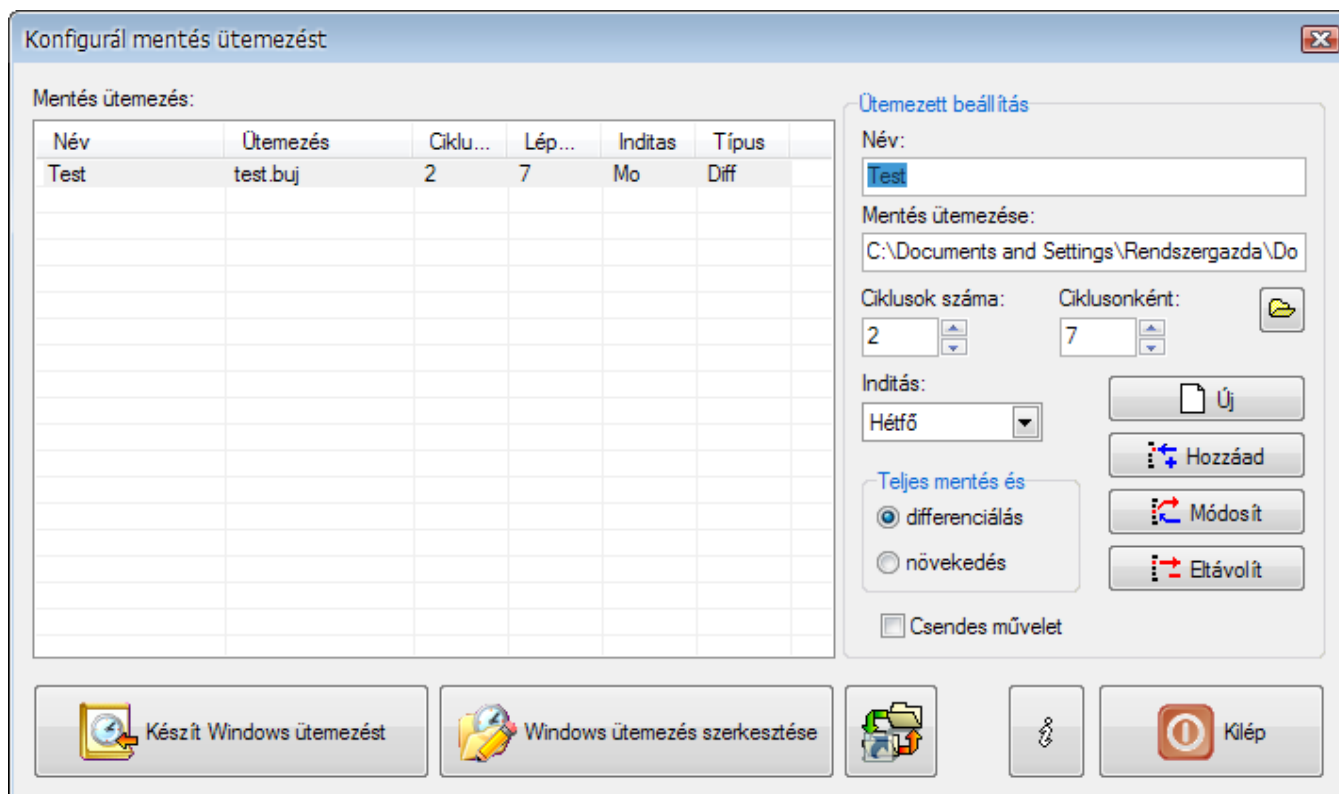 Konfigurál mentés ütemezést
Mentés ütemezés:
Név Ütemezés Ciklu... Lép... Inditas Típus
Test test.buj 2 7 Mo Diff
Ütemezett beállítás
Név:
Test
Mentés ütemezése:
C:\Documents and Settings\Rendszergazda\Do
Ciklusok száma: Ciklusonként:
2 7
Inditás:
Hétfő
Új
Hozzáad
Módosít
Eltávolít
Teljes mentés és
differenciálás
növekedés
Csendes művelet
Készít Windows ütemezést
Windows ütemezés szerkesztése
i
Kilép